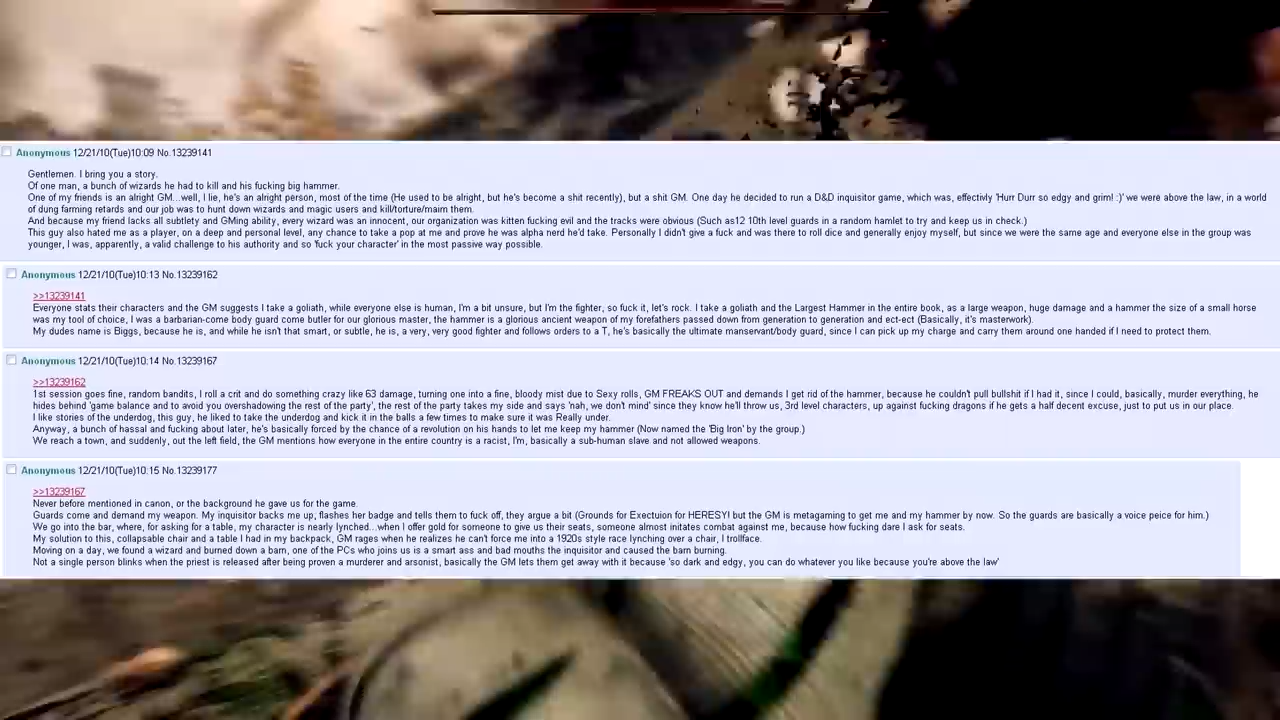 Anonymous 12/21/10(Tue)10:09 No.13239141
Gentlemen. I bring you a story.
Of one man, a bunch of wizards he had to kill and his fucking big hammer.
One of my friends is an alright GM...well, I lie, he's an alright person, most of the time (He used to be alright, but he's become a shit recently), but a shit GM. One day he decided to run a D&D inquisitor game, which was, effectivly 'Hurr Durr so edgy and grim! :)' we were above the law, in a world
of dung farming retards and our job was to hunt down wizards and magic users and kill/torture/maim them.
And because my friend lacks all subtlety and GMing ability, every wizard was an innocent, our organization was kitten fucking evil and the tracks were obvious (Such as12 10th level guards in a random hamlet to try and keep us in check.)
This guy also hated me as a player, on a deep and personal level, any chance to take a pop at me and prove he was alpha nerd he'd take. Personally I didn't give a fuck and was there to roll dice and generally enjoy myself, but since we were the same age and everyone else in the group was
younger, I was, apparently, a valid challenge to his authority and so 'fuck your character' in the most passive way possible.
Anonymous 12/21/10(Tue)10:13 No.13239162
>>13239141
Everyone stats their characters and the GM suggests I take a goliath, while everyone else is human, I'm a bit unsure, but I'm the fighter, so fuck it, let's rock. I take a goliath and the Largest Hammer in the entire book, as a large weapon, huge damage and a hammer the size of a small horse
was my tool of choice, I was a barbarian-come body guard come butler for our glorious master, the hammer is a glorious ancient weapon of my forefathers passed down from generation to generation and ect-ect (Basically, it's masterwork).
My dudes name is Biggs, because he is, and while he isn't that smart, or subtle, he is, a very, very good fighter and follows orders to a T, he's basically the ultimate manservant/body guard, since I can pick up my charge and carry them around one handed if I need to protect them.
Anonymous 12/21/10(Tue)10:14 No.13239167
>>13239162
1st session goes fine, random bandits, I roll a crit and do something crazy like 63 damage, turning one into a fine, bloody mist due to Sexy rolls, GM FREAKS OUT and demands I get rid of the hammer, because he couldn't pull bullshit if I had it, since I could, basically, murder everything, he
hides behind 'game balance and to avoid you overshadowing the rest of the party', the rest of the party takes my side and says 'nah, we don't mind' since they know he'll throw us, 3rd level characters, up against fucking dragons if he gets a half decent excuse, just to put us in our place.
I like stories of the underdog, this guy, he liked to take the underdog and kick it in the balls a few times to make sure it was Really under.
Anyway, a bunch of hassal and fucking about later, he's basically forced by the chance of a revolution on his hands to let me keep my hammer (Now named the 'Big Iron' by the group.)
We reach a town, and suddenly, out the left field, the GM mentions how everyone in the entire country is a racist, I'm, basically a sub-human slave and not allowed weapons.
Anonymous 12/21/10(Tue)10:15 No.13239177
>>13239167
Never before mentioned in canon, or the background he gave us for the game.
Guards come and demand my weapon. My inquisitor backs me up, flashes her badge and tells them to fuck off, they argue a bit (Grounds for Exectuion for HERESY! but the GM is metagaming to get me and my hammer by now. So the guards are basically a voice peice for him.)
We go into the bar, where, for asking for a table, my character is nearly lynched...when I offer gold for someone to give us their seats, someone almost initates combat against me, because how fucking dare I ask for seats.
My solution to this, collapsable chair and a table I had in my backpack, GM rages when he realizes he can't force me into a 1920s style race lynching over a chair, I trollface.
Moving on a day, we found a wizard and burned down a barn, one of the PCs who joins us is a smart ass and bad mouths the inquisitor and caused the barn burning.
Not a single person blinks when the priest is released after being proven a murderer and arsonist, basically the GM lets them get away with it because 'so dark and edgy, you can do whatever you like because you're above the law'